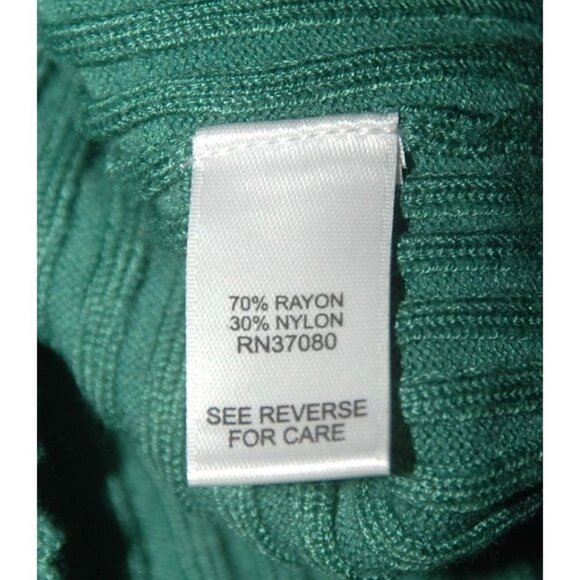 70% RAYON
30% NYLON
RN37080
SEE REVERSE
FOR CARE